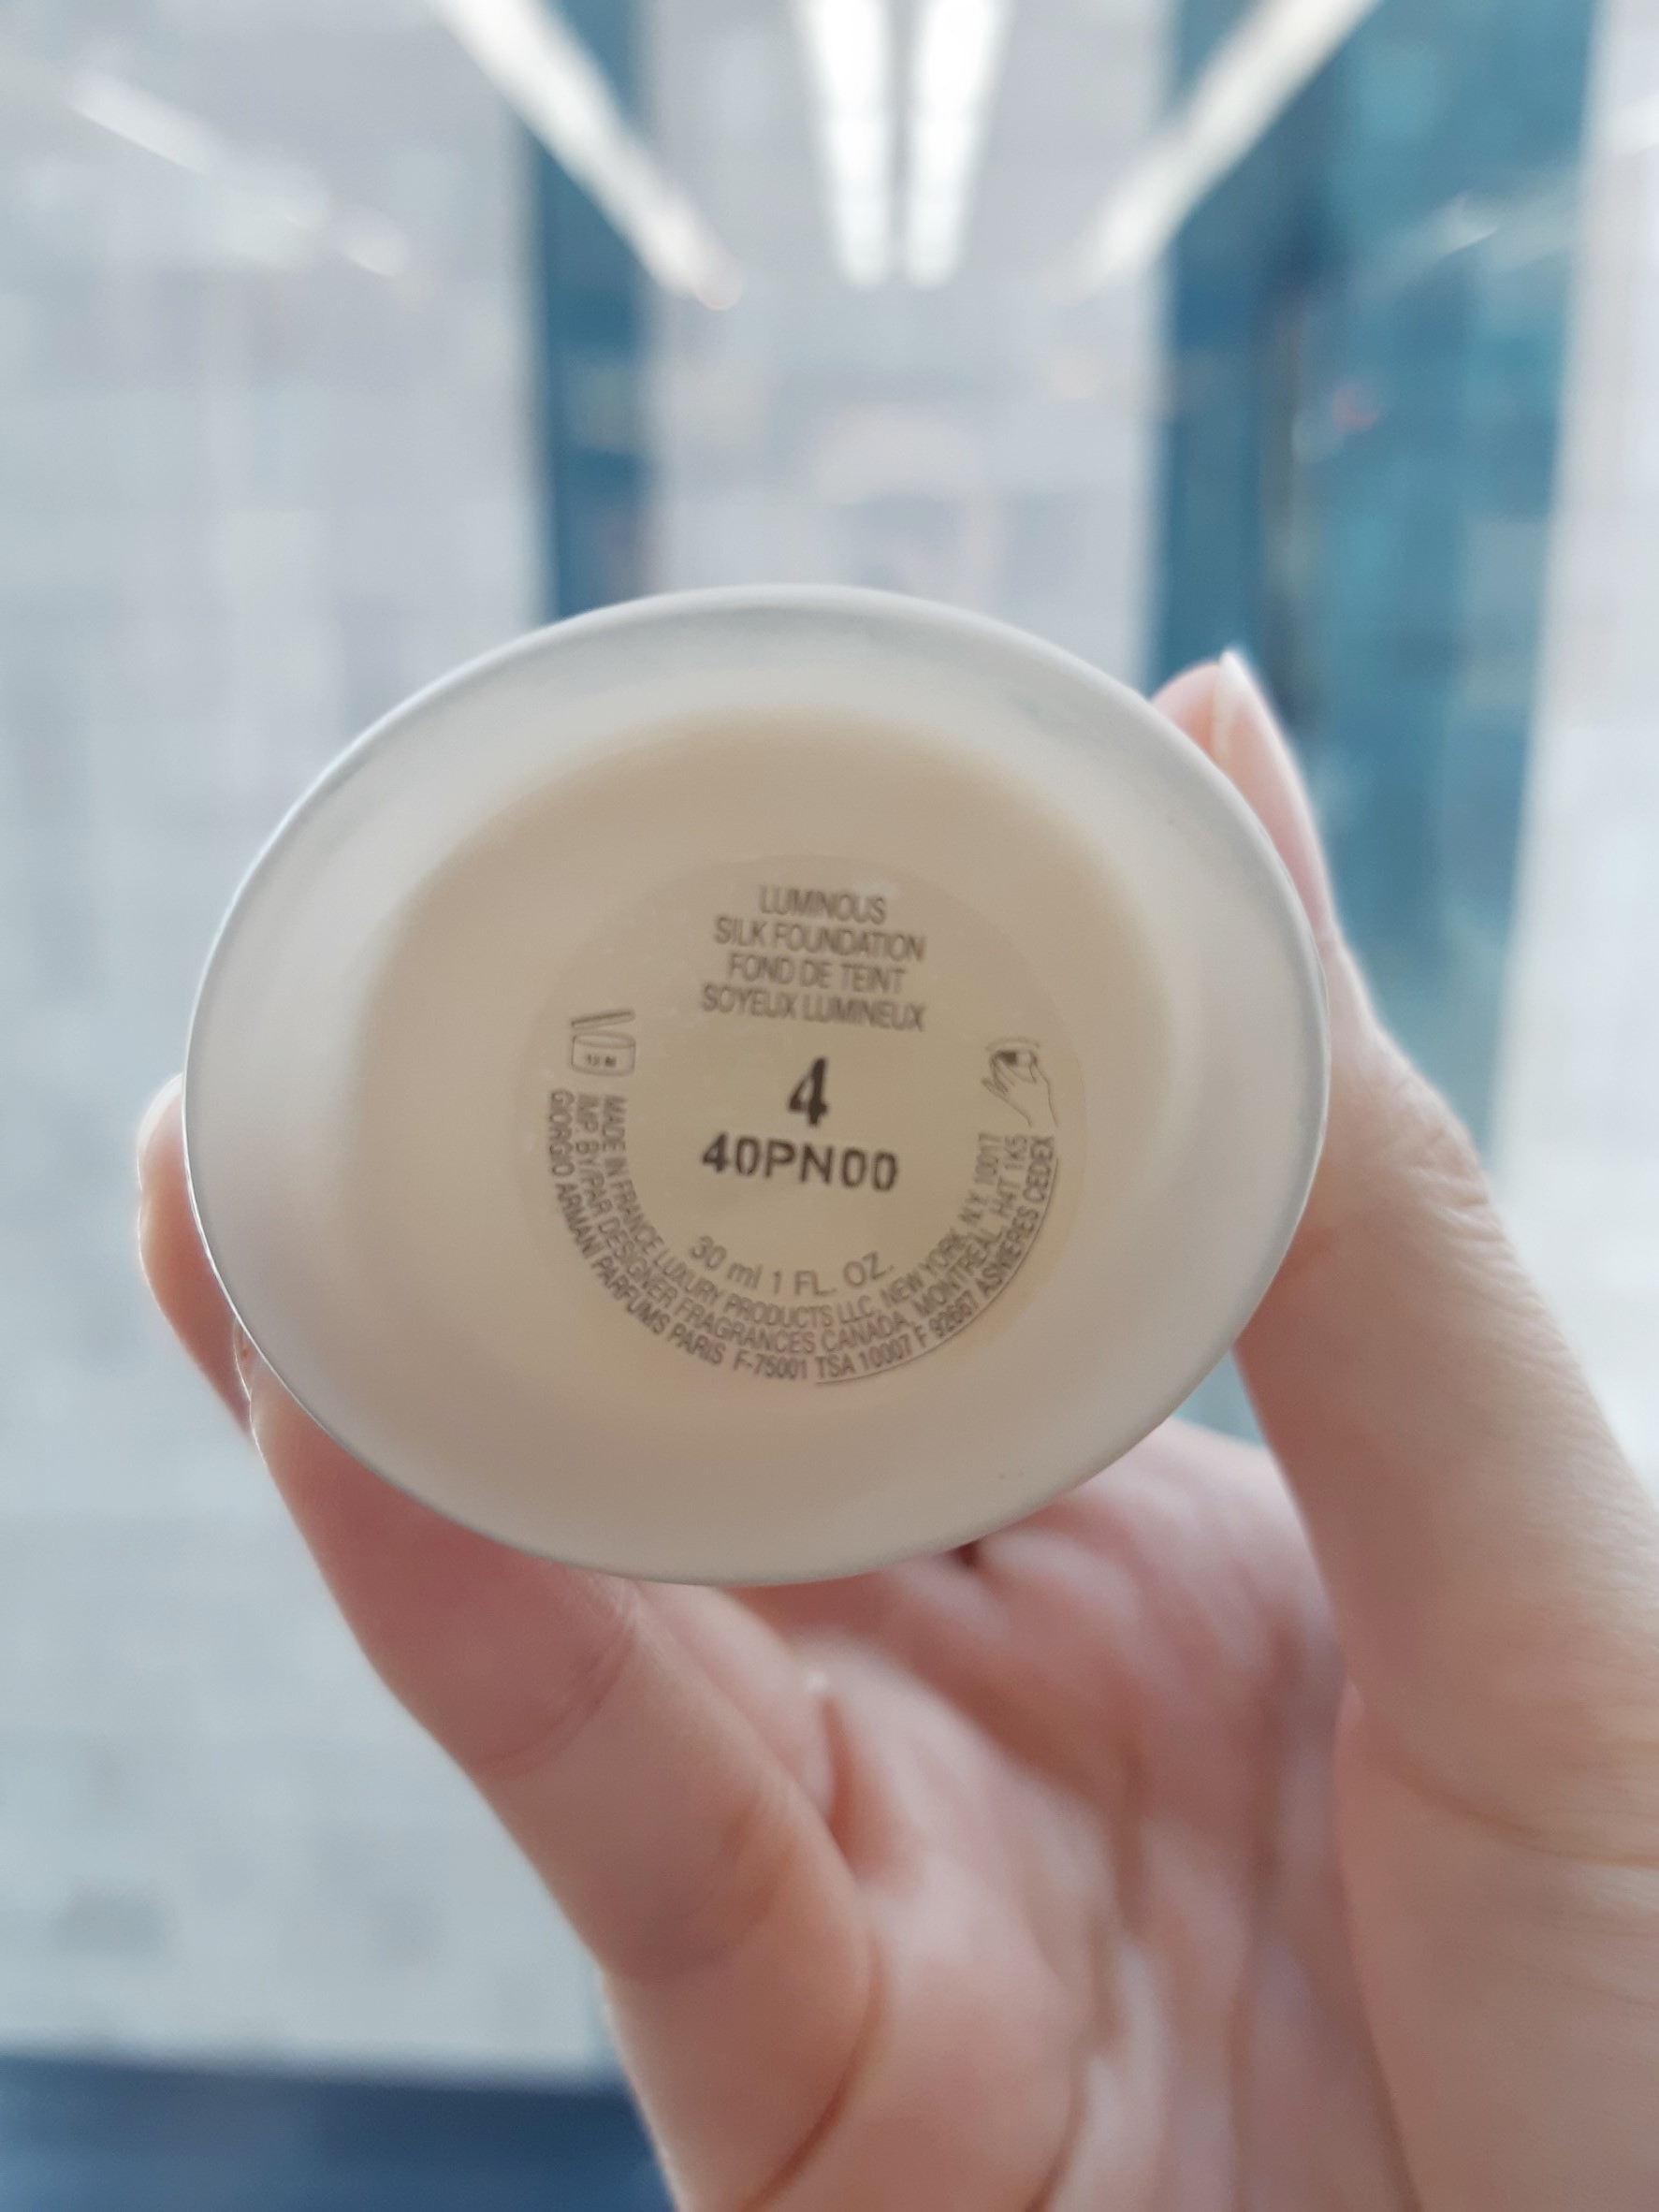 LUMINOUS
SILK FOUNDATION
FOND DE TEINT
SOYEUX LUMINEUX
12 M
4
40PN00
30 ml 1 FL. OZ.
MADE IN FRANCE LUXURY PRODUCTS LLC, NEW YORK, N.Y. 10017
IMP BY/PAR DESIGNER FRAGRANCES CANADA, MONTREAL, H4T 1K5
GIORGIO ARMANI PARFUMS PARIS F-75001 TSA 10007 F 92667 ASNIERES CEDEX